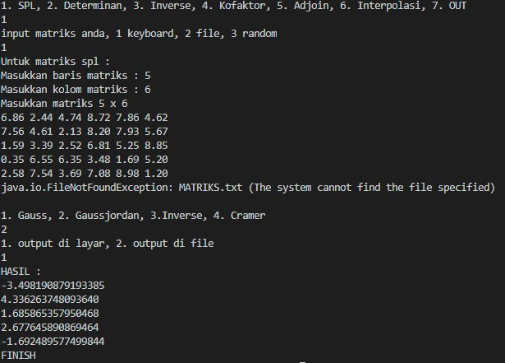 1. SPL, 2. Determinan, 3. Inverse, 4. Kofaktor, 5. Adjoin, 6. Interpolasi, 7. OUT
1
input matriks anda, 1 keyboard, 2 file, 3 random
1
Untuk matriks spl :
Masukkan baris matriks : 5
Masukkan kolom matriks : 6
Masukkan matriks 5 x 6
6.86 2.44 4.74 8.72 7.86 4.62
7.56 4.61 2.13 8.20 7.93 5.67
1.59 3.39 2.52 6.81 5.25 8.85
0.35 6.55 6.35 3.48 1.69 5.20
2.58 7.54 3.69 7.08 8.98 1.20
java.io.FileNotFoundException: MATRIKS.txt (The system cannot find the file specified)
1. Gauss, 2. Gaussjordan, 3.Inverse, 4. Cramer
2
1. output di layar, 2. output di file
1
HASIL :
-3.498190879193385
4.336263748093640
1.685865357950468
2.677645890869464
-1.692489577499844
FINISH